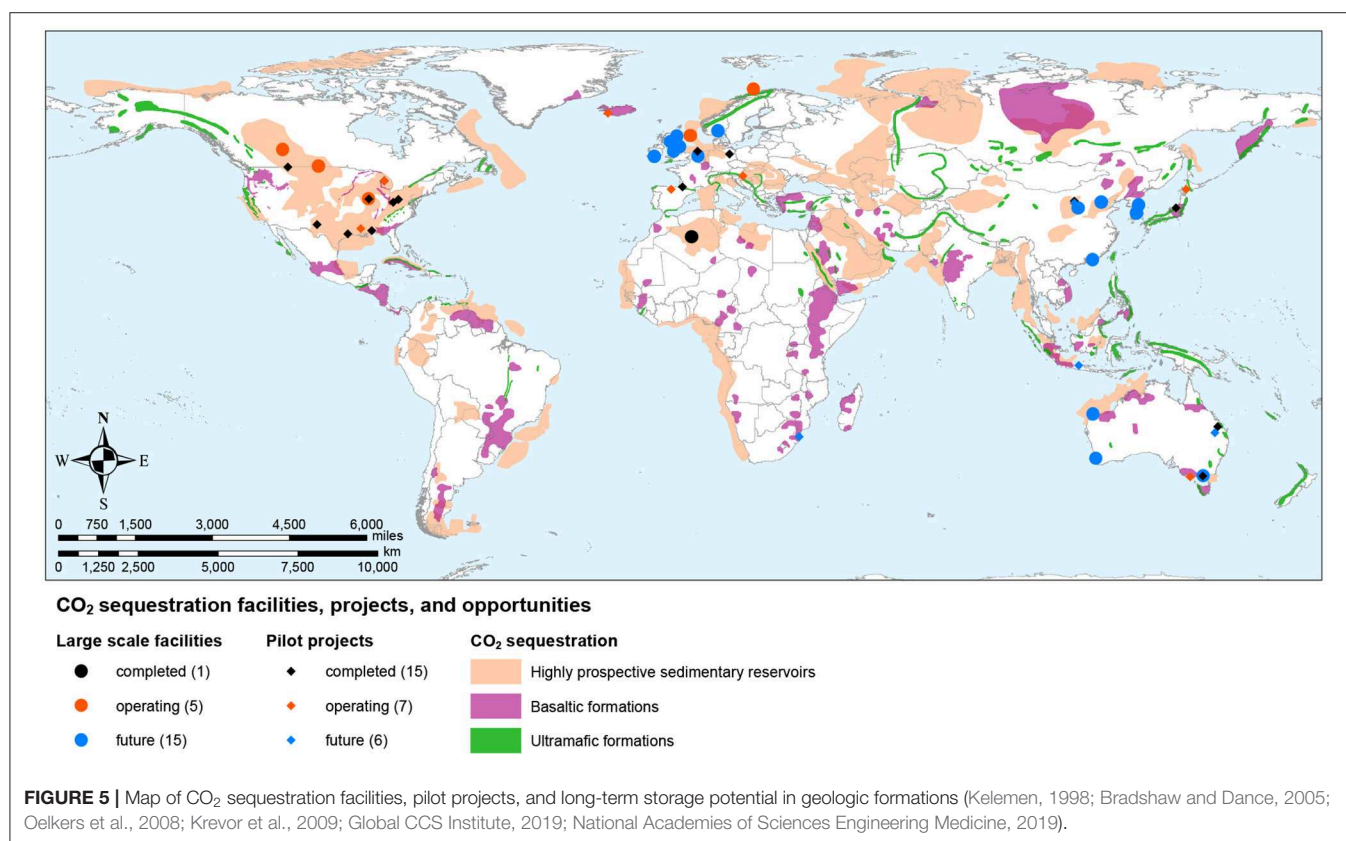 N
W E
S
0 750 1,500 3,000 4,500 6,000
miles
km
0 1,250 2,500 5,000 7,500 10,000
CO₂ sequestration facilities, projects, and opportunities
Large scale facilities Pilot projects CO₂ sequestration
completed (1) completed (15) Highly prospective sedimentary reservoirs
operating (5) operating (7) Basaltic formations
future (15) future (6) Ultramafic formations
FIGURE 5 | Map of CO₂ sequestration facilities, pilot projects, and long-term storage potential in geologic formations (Kelemen, 1998; Bradshaw and Dance, 2005;
Oelkers et al., 2008; Krevor et al., 2009; Global CCS Institute, 2019; National Academies of Sciences Engineering Medicine, 2019).